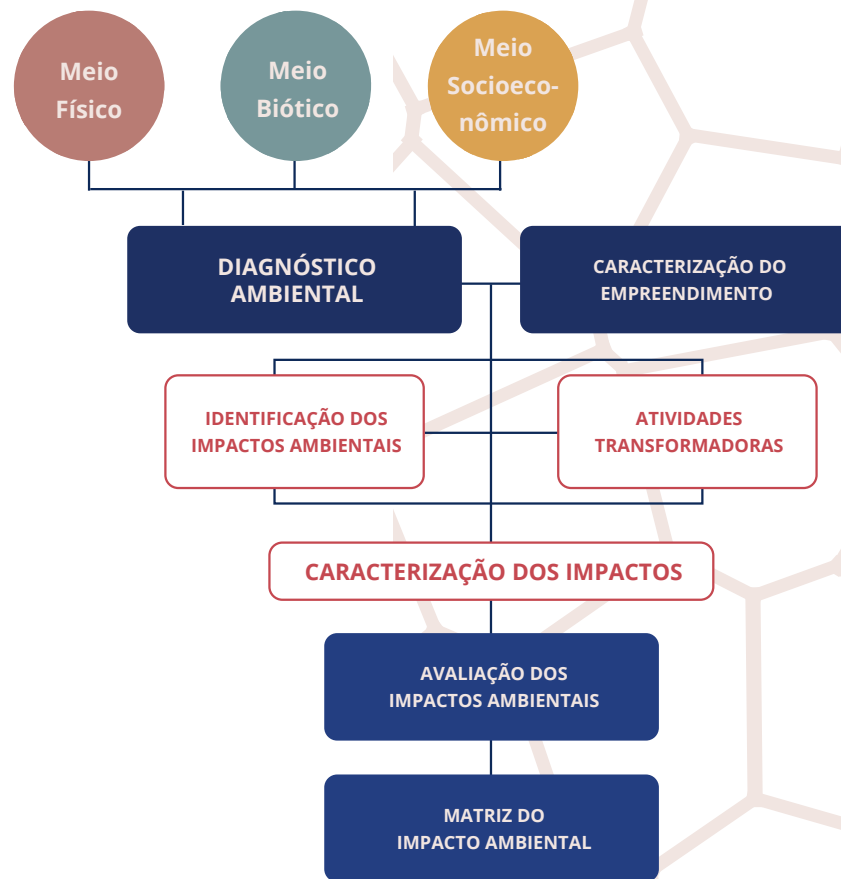 Meio
Físico
Meio
Biótico
Meio
Socioeco-
nômico
DIAGNÓSTICO
AMBIENTAL
CARACTERIZAÇÃO DO
EMPREENDIMENTO
IDENTIFICAÇÃO DOS
IMPACTOS AMBIENTAIS
ATIVIDADES
TRANSFORMADORAS
CARACTERIZAÇÃO DOS IMPACTOS
AVALIAÇÃO DOS
IMPACTOS AMBIENTAIS
MATRIZ DO
IMPACTO AMBIENTAL